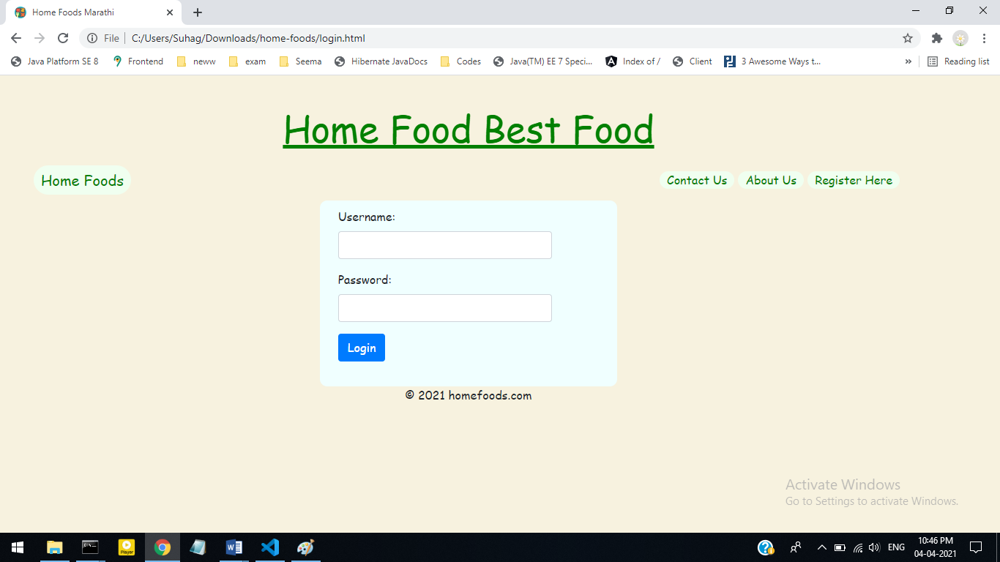 Home Foods Marathi
File
C:/Users/Suhag/Downloads/home-foods/login.html
Java Platform SE 8 Frontend neww exam Seema Hibernate JavaDocs Codes Java(TM) EE 7 Speci... Index of / Client 3 Awesome Ways t... » Reading list
Home Food Best Food
Home Foods Contact Us About Us Register Here
Username:
Password:
Login
© 2021 homefoods.com
Activate Windows
Go to Settings to activate Windows.
Player
ENG
10:46 PM
04-04-2021